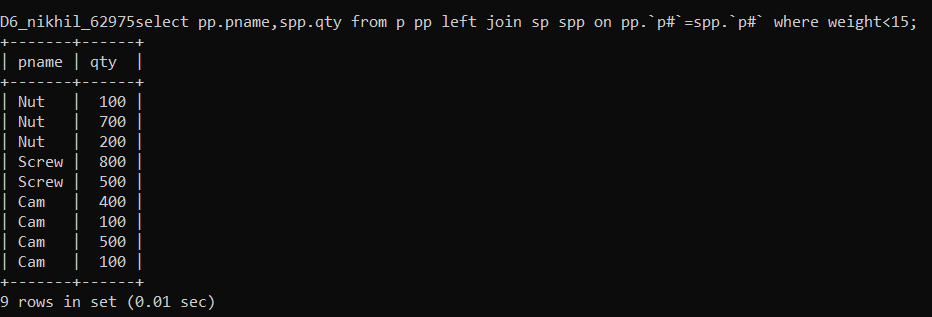 D6_nikhil_62975select pp.pname,spp.qty from p pp left join sp spp on pp.`p#`=spp.`p#` where weight<15;
+-------+------+
| pname | qty  |
+-------+------+
| Nut   |  100 |
| Nut   |  700 |
| Nut   |  200 |
| Screw |  800 |
| Screw |  500 |
| Cam   |  400 |
| Cam   |  100 |
| Cam   |  500 |
| Cam   |  100 |
+-------+------+
9 rows in set (0.01 sec)